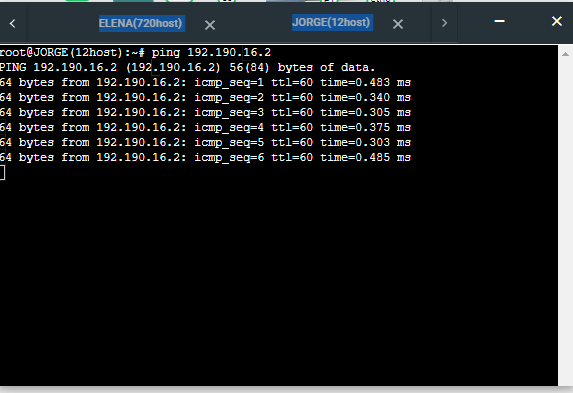 ELENA(720host)
JORGE(12host)
root@JORGE(12host):~# ping 192.190.16.2
PING 192.190.16.2 (192.190.16.2) 56(84) bytes of data.
64 bytes from 192.190.16.2: icmp_seq=1 ttl=60 time=0.483 ms
64 bytes from 192.190.16.2: icmp_seq=2 ttl=60 time=0.340 ms
64 bytes from 192.190.16.2: icmp_seq=3 ttl=60 time=0.305 ms
64 bytes from 192.190.16.2: icmp_seq=4 ttl=60 time=0.375 ms
64 bytes from 192.190.16.2: icmp_seq=5 ttl=60 time=0.303 ms
64 bytes from 192.190.16.2: icmp_seq=6 ttl=60 time=0.485 ms